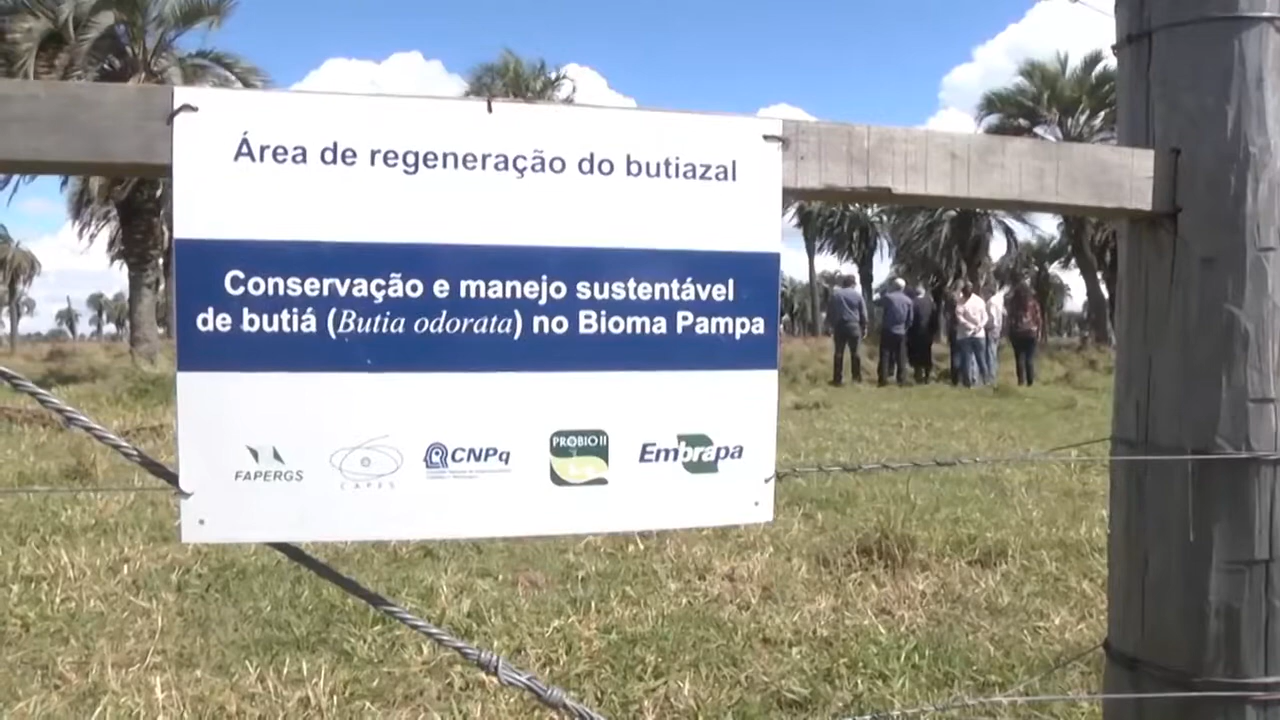 Área de regeneração do butiazal
Conservação e manejo sustentável
de butiá (Butia odorata) no Bioma Pampa
FAPERGS
CAPES
CNPq
PROBIO II
Embrapa